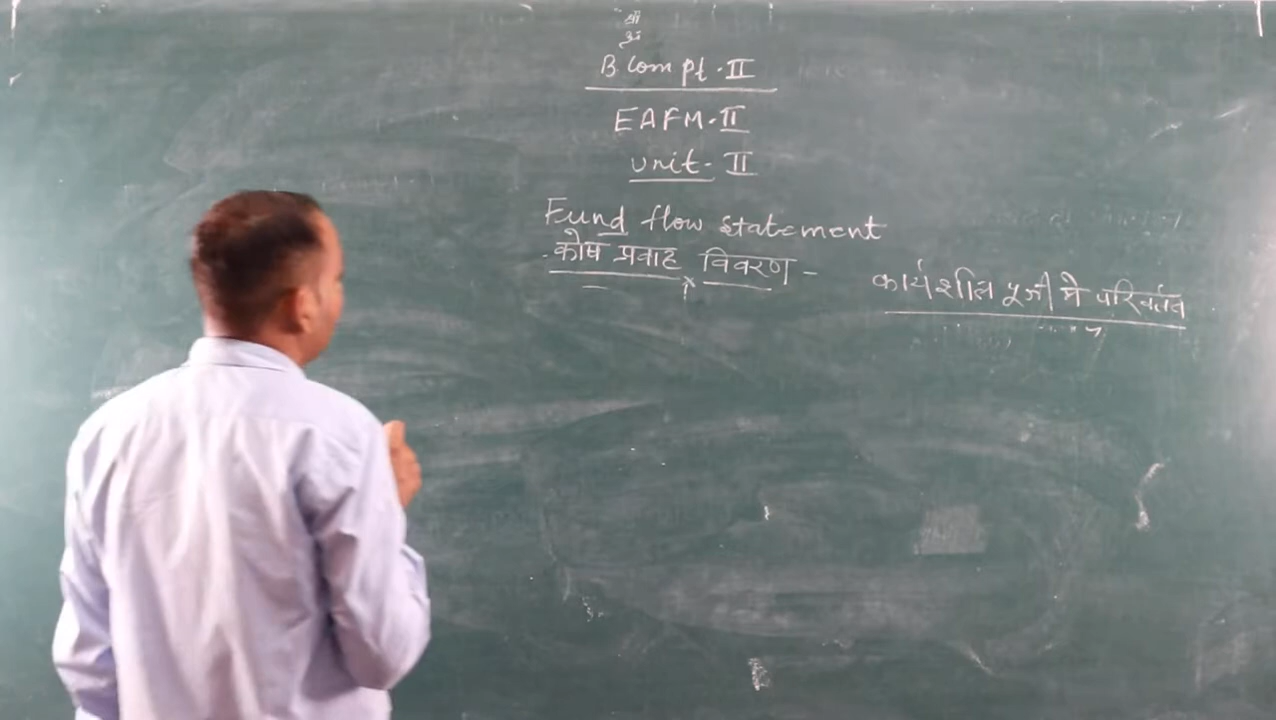 श्री
B Com pt. II
EAFM. II
unit- II
Fund flow statement
कोष प्रवाह विवरण -
कार्यशील पूजी मे परिवर्तन